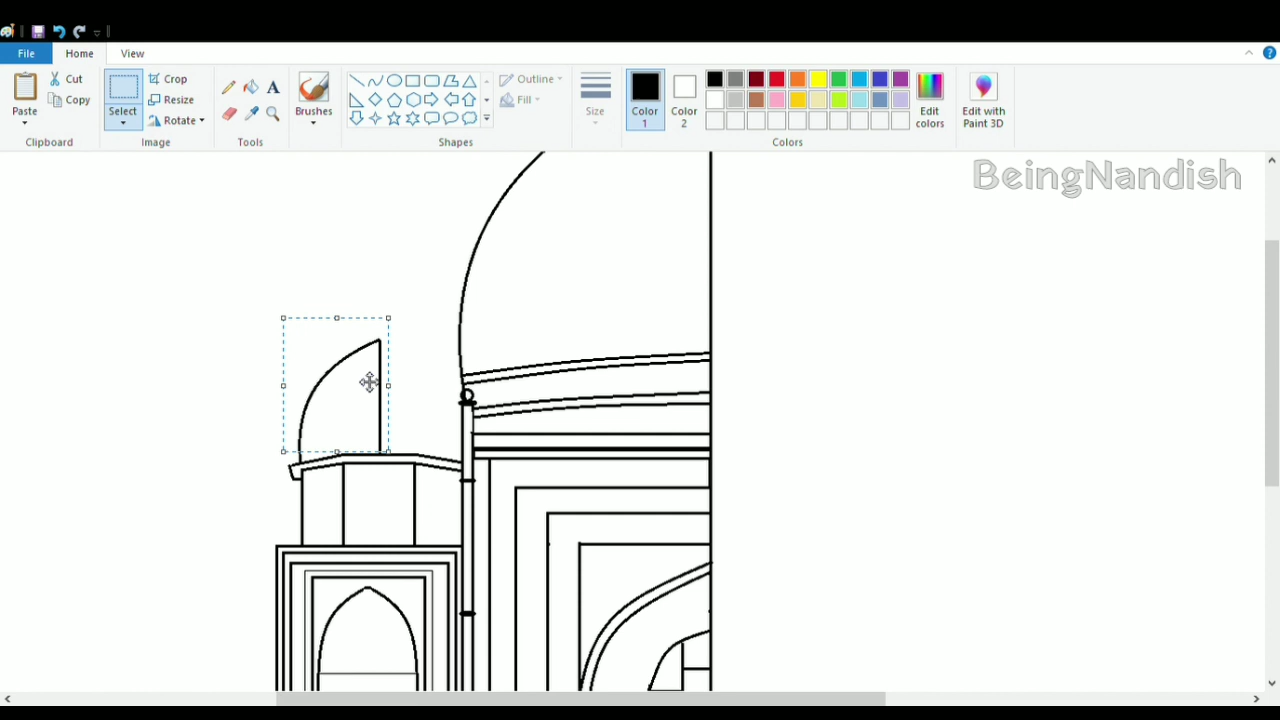 File Home View
Paste
Cut
Copy
Clipboard
Select
Crop
Resize
Rotate
Image
A
Tools
Brushes
Shapes
Outline
Fill
Size
Color
1
Color
2
Edit
colors
Colors
Edit with
Paint 3D
BeingNandish